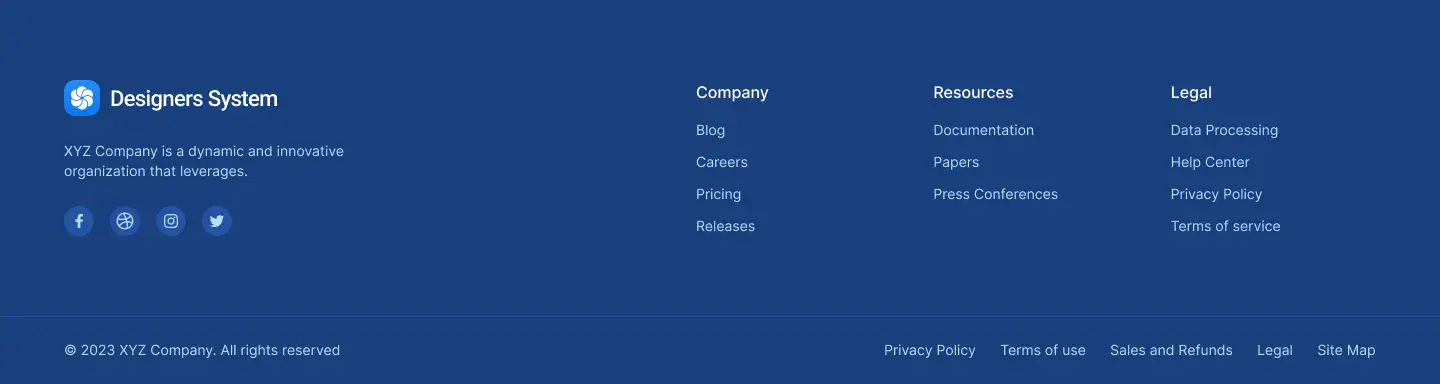 Designers System
XYZ Company is a dynamic and innovative
organization that leverages.
Company
Blog
Careers
Pricing
Releases
Resources
Documentation
Papers
Press Conferences
Legal
Data Processing
Help Center
Privacy Policy
Terms of service
© 2023 XYZ Company. All rights reserved
Privacy Policy
Terms of use
Sales and Refunds
Legal
Site Map